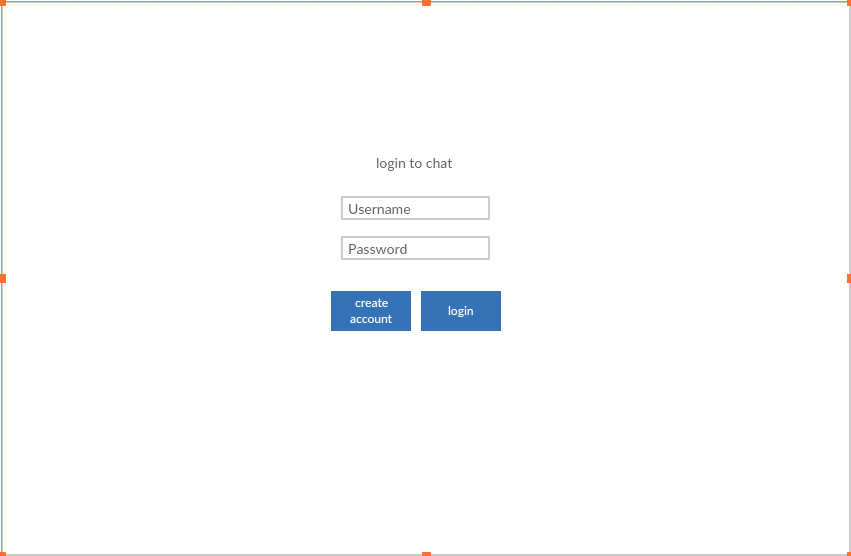 login to chat
Username
Password
create
account
login